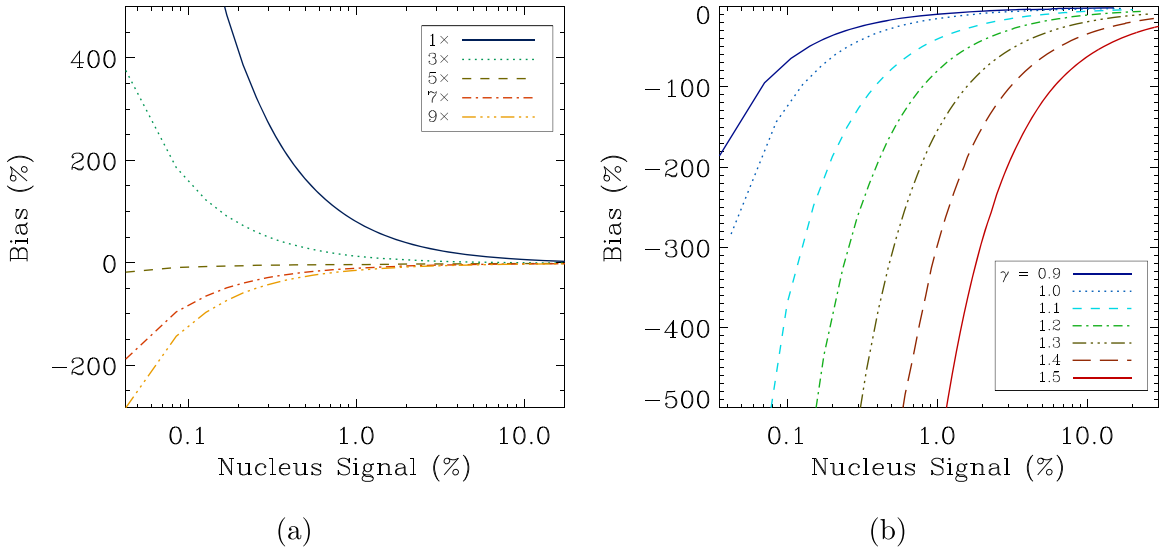 Bias (%)
400
200
0
−200
0.1 1.0 10.0
Nucleus Signal (%)
1×
3×
5×
7×
9×
(a)
Bias (%)
0
−100
−200
−300
−400
−500
0.1 1.0 10.0
Nucleus Signal (%)
γ = 0.9
1.0
1.1
1.2
1.3
1.4
1.5
(b)